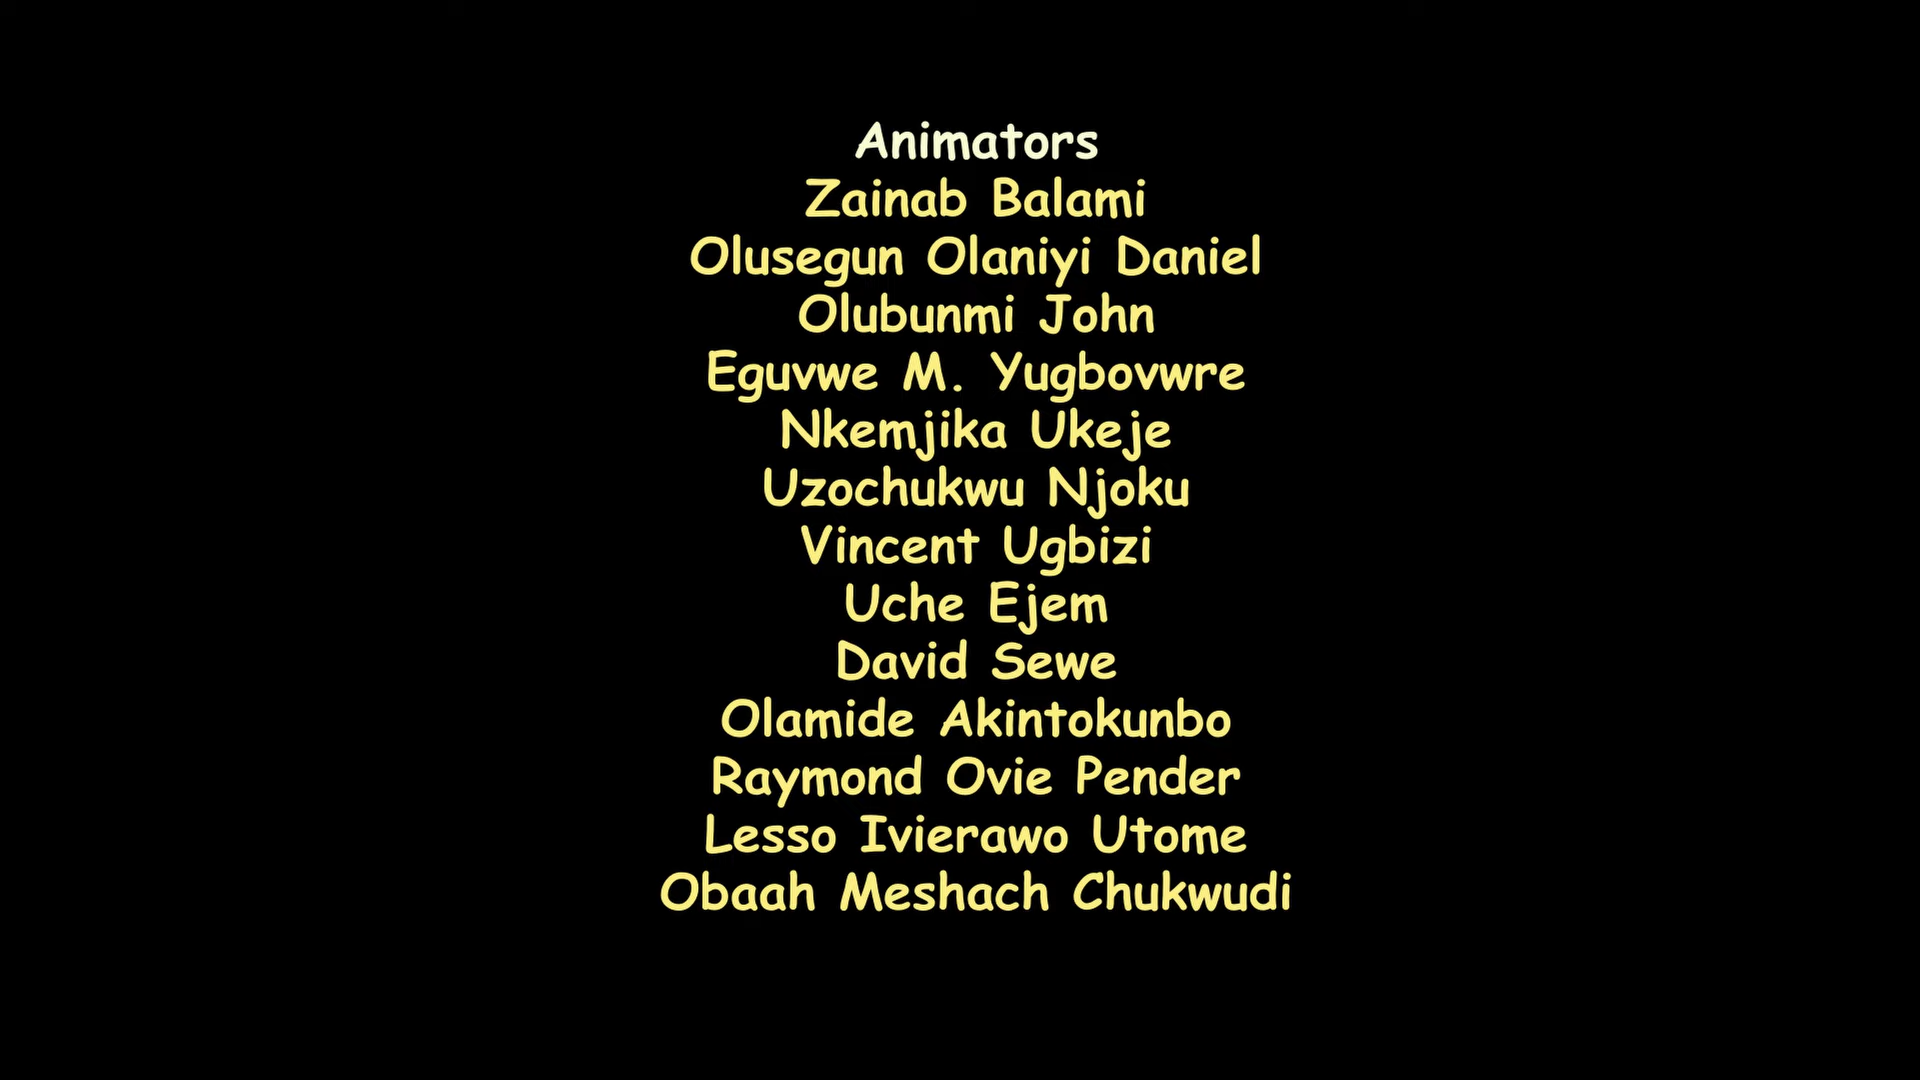 Animators
Zainab Balami
Olusegun Olaniyi Daniel
Olubunmi John
Eguvwe M. Yugbovwre
Nkemjika Ukeje
Uzochukwu Njoku
Vincent Ugbizi
Uche Ejem
David Sewe
Olamide Akintokunbo
Raymond Ovie Pender
Lesso Ivierawo Utome
Obaah Meshach Chukwudi